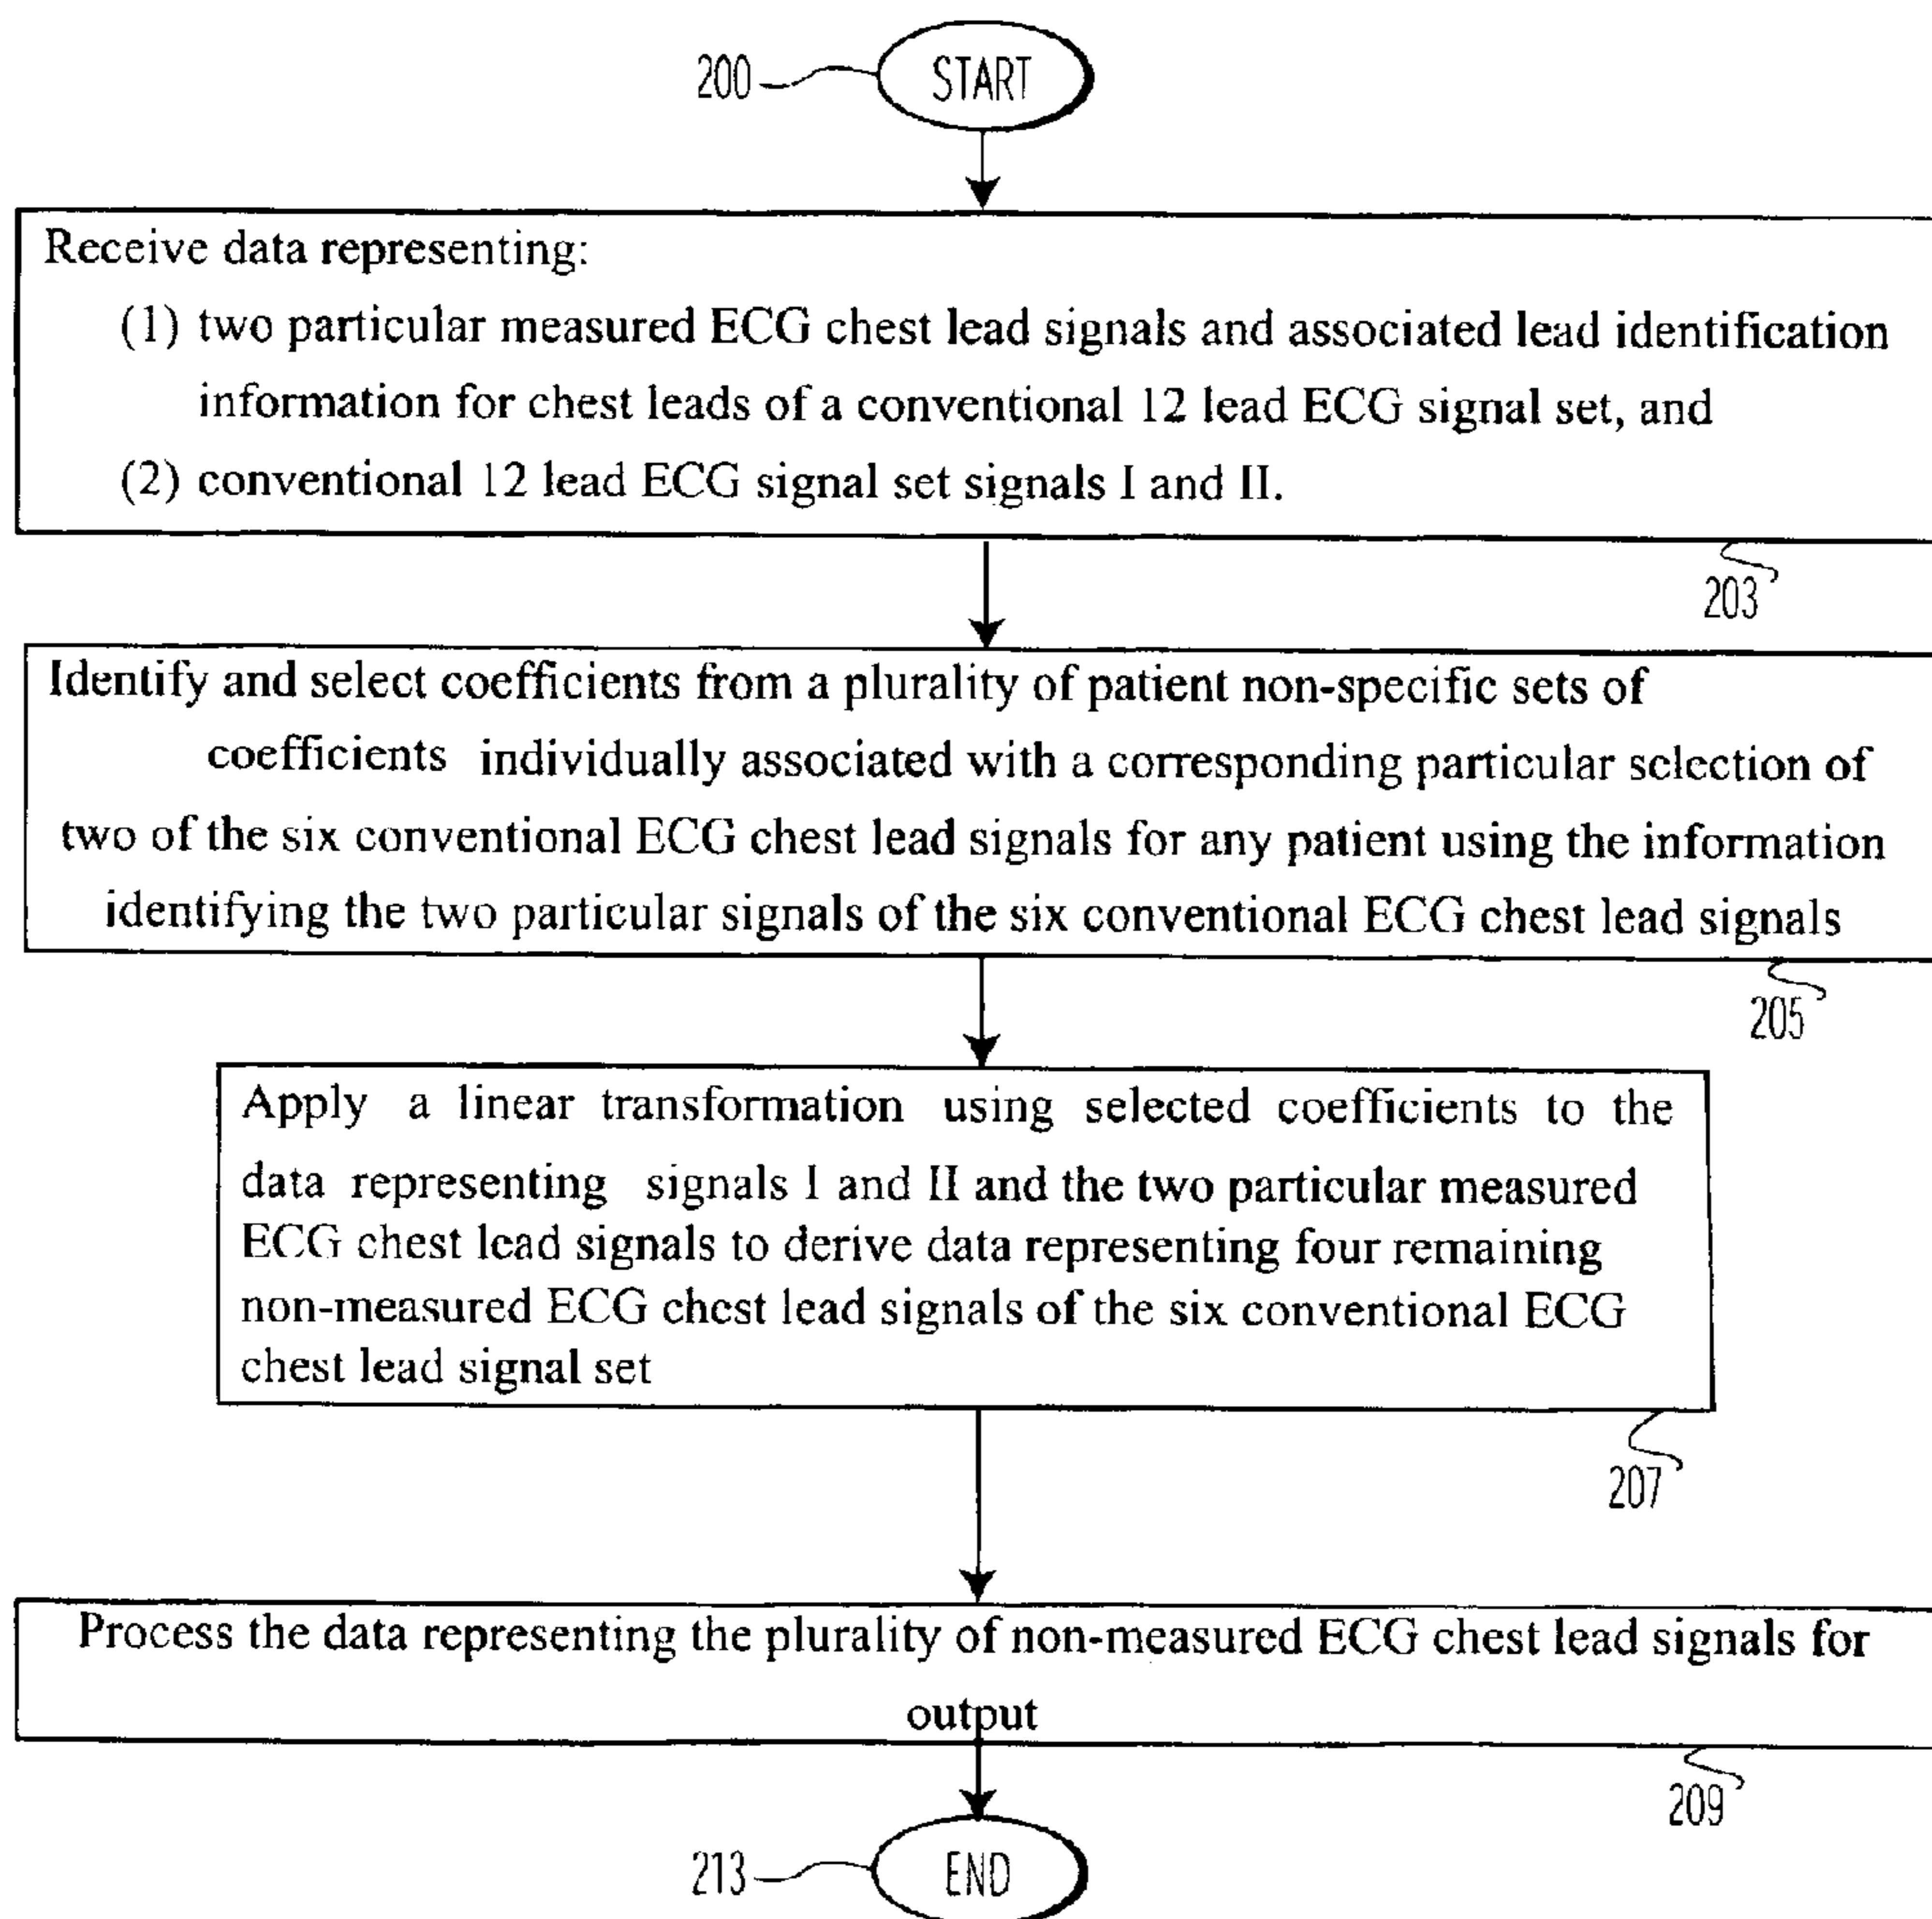 200
START
Receive data representing:
(1) two particular measured ECG chest lead signals and associated lead identification
information for chest leads of a conventional 12 lead ECG signal set, and
(2) conventional 12 lead ECG signal set signals I and II.
203
Identify and select coefficients from a plurality of patient non-specific sets of
coefficients individually associated with a corresponding particular selection of
two of the six conventional ECG chest lead signals for any patient using the information
identifying the two particular signals of the six conventional ECG chest lead signals
205
Apply a linear transformation using selected coefficients to the
data representing signals I and II and the two particular measured
ECG chest lead signals to derive data representing four remaining
non-measured ECG chest lead signals of the six conventional ECG
chest lead signal set
207
Process the data representing the plurality of non-measured ECG chest lead signals for
output
209
213
END